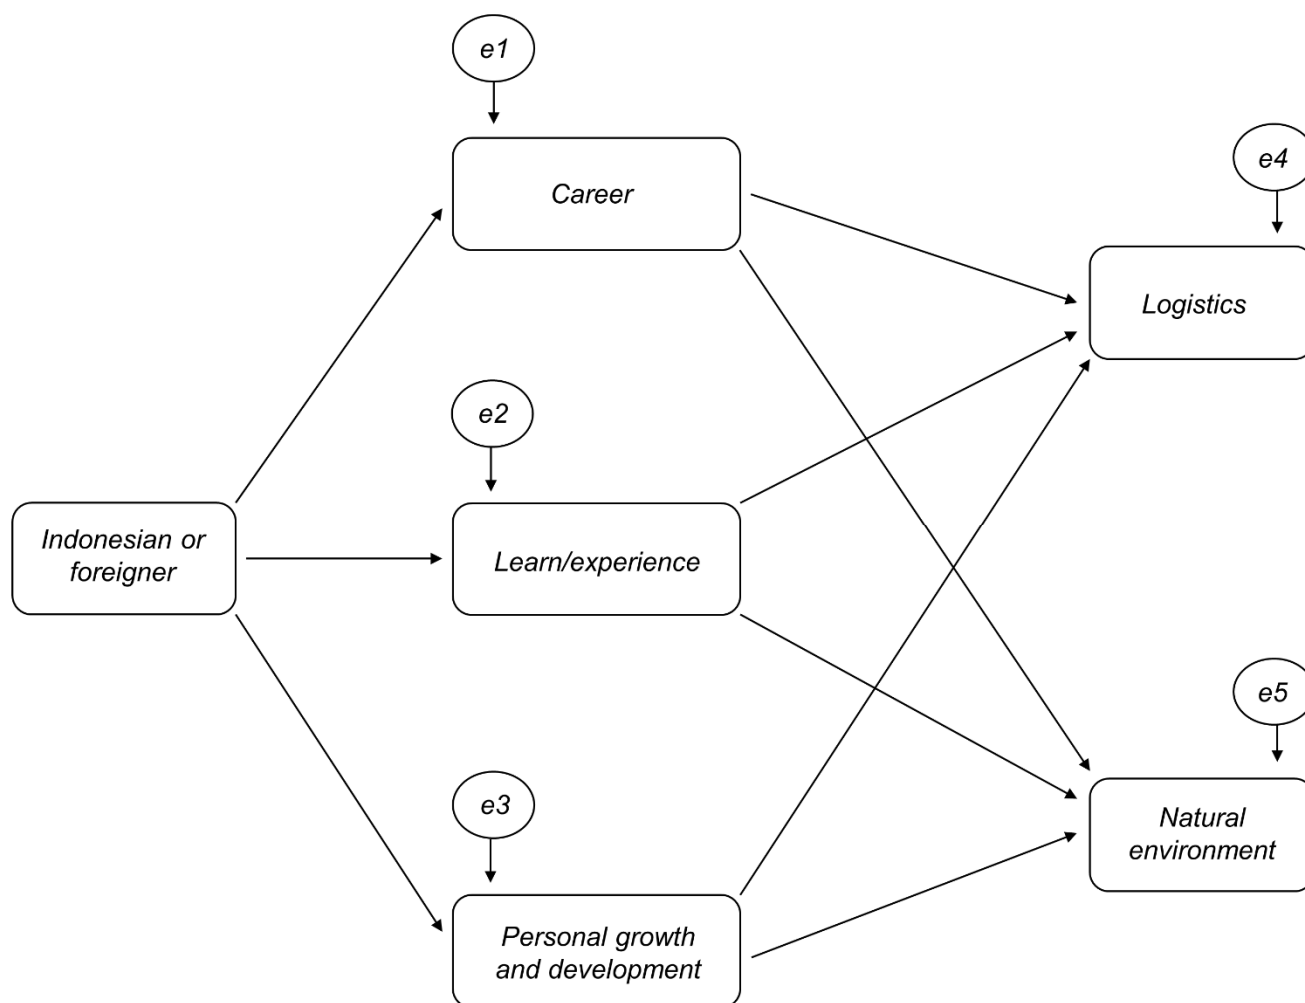 e1
Career
e4
Logistics
e2
Indonesian or
foreigner
Learn/experience
e5
Natural
environment
e3
Personal growth
and development